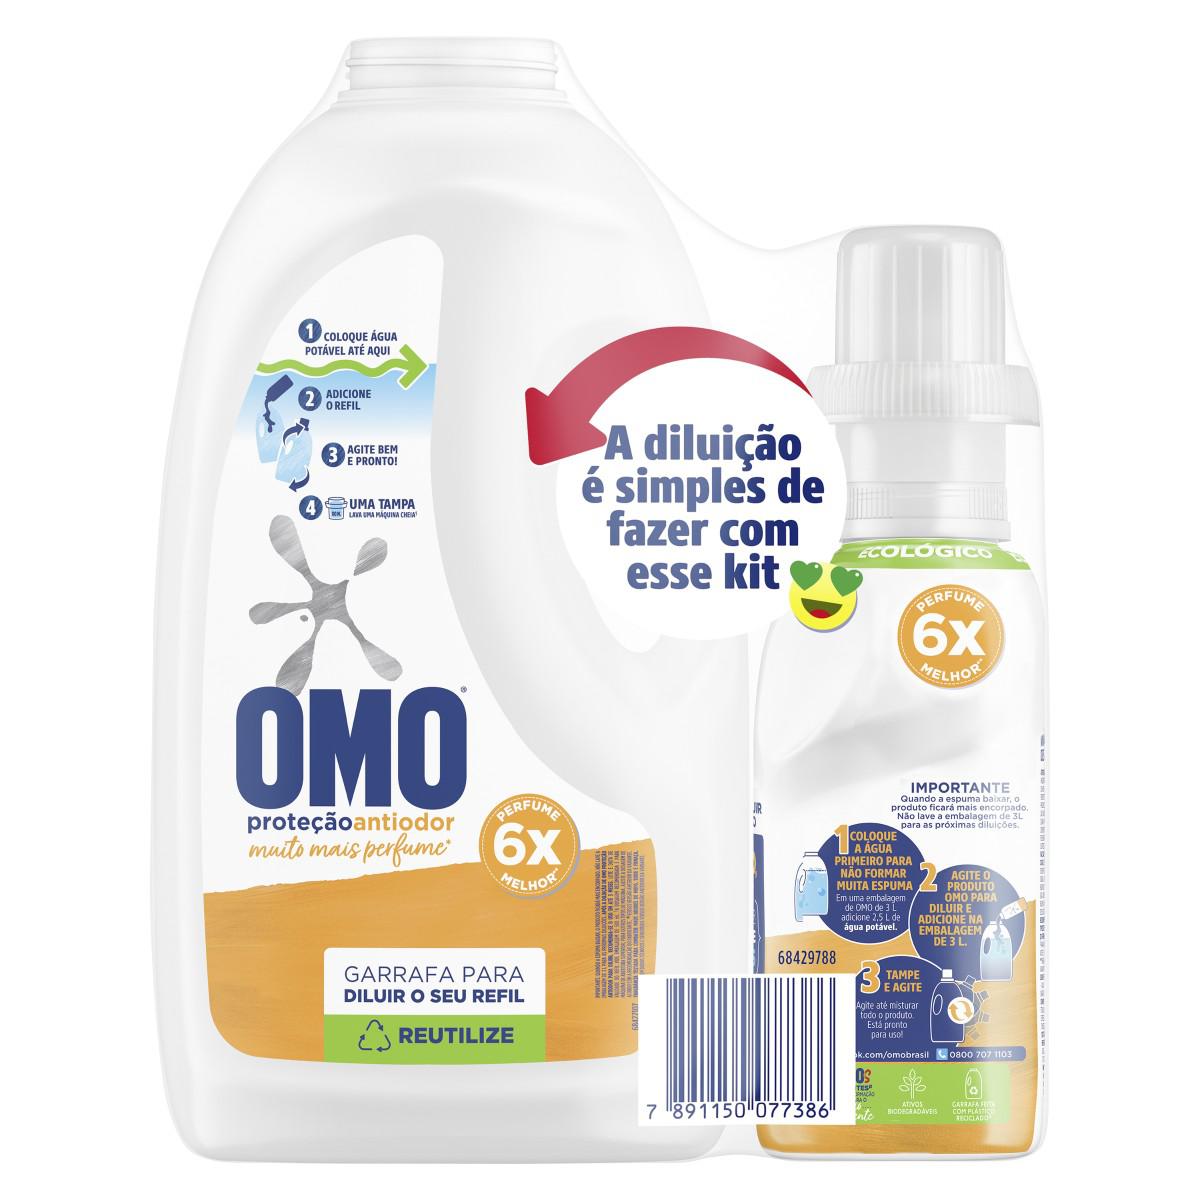 1 COLOQUE ÁGUA
POTÁVEL ATÉ AQUI
2 ADICIONE
O REFIL
3 AGITE BEM
E PRONTO!
4 UMA TAMPA
LAVA UMA MÁQUINA CHEIA
OMO®
proteçãoantiodor
muito mais perfume*
PERFUME
6x
MELHOR**
GARRAFA PARA
DILUIR O SEU REFIL
REUTILIZE
68427107
A diluição
é simples de
fazer com
esse kit
ECOLÓGICO
PERFUME
6x
MELHOR**
IMPORTANTE
Quando a espuma baixar, o
produto ficará mais encorpado.
Não lave a embalagem de 3L
para as próximas diluições.
1 COLOQUE
A ÁGUA
PRIMEIRO PARA
NÃO FORMAR
MUITA ESPUMA
Em uma embalagem
de OMO de 3 L
adicione 2,5 L de
água potável.
2 AGITE O
PRODUTO
OMO PARA
DILUIR E
ADICIONE NA
EMBALAGEM
DE 3 L.
3 TAMPE
E AGITE
Agite até misturar
todo o produto.
Está pronto
para uso!
ok.com/omobrasil 0800 707 1103
ATIVOS
BIODEGRADÁVEIS
GARRAFA FEITA
COM PLÁSTICO
RECICLADO
68429788
7 891150 077386